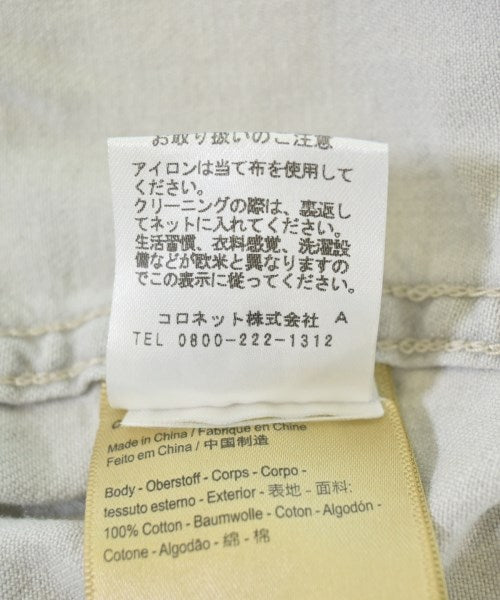 お取り扱いのご注意
アイロンは当て布を使用して
ください。
クリーニングの際は、裏返し
てネットに入れてください。
生活習慣、衣料感覚、洗濯設
備などが欧米と異なりますの
でこの表示に従ってください。
コロネット株式会社 A
TEL 0800-222-1312
Made in China / Fabriqué en Chine
Feito em China / 中国制造
Body - Oberstoff - Corps - Corpo -
tessuto esterno - Exterior - 表地 - 面料:
100% Cotton - Baumwolle - Coton - Algodón -
Cotone - Algodão - 綿 - 棉